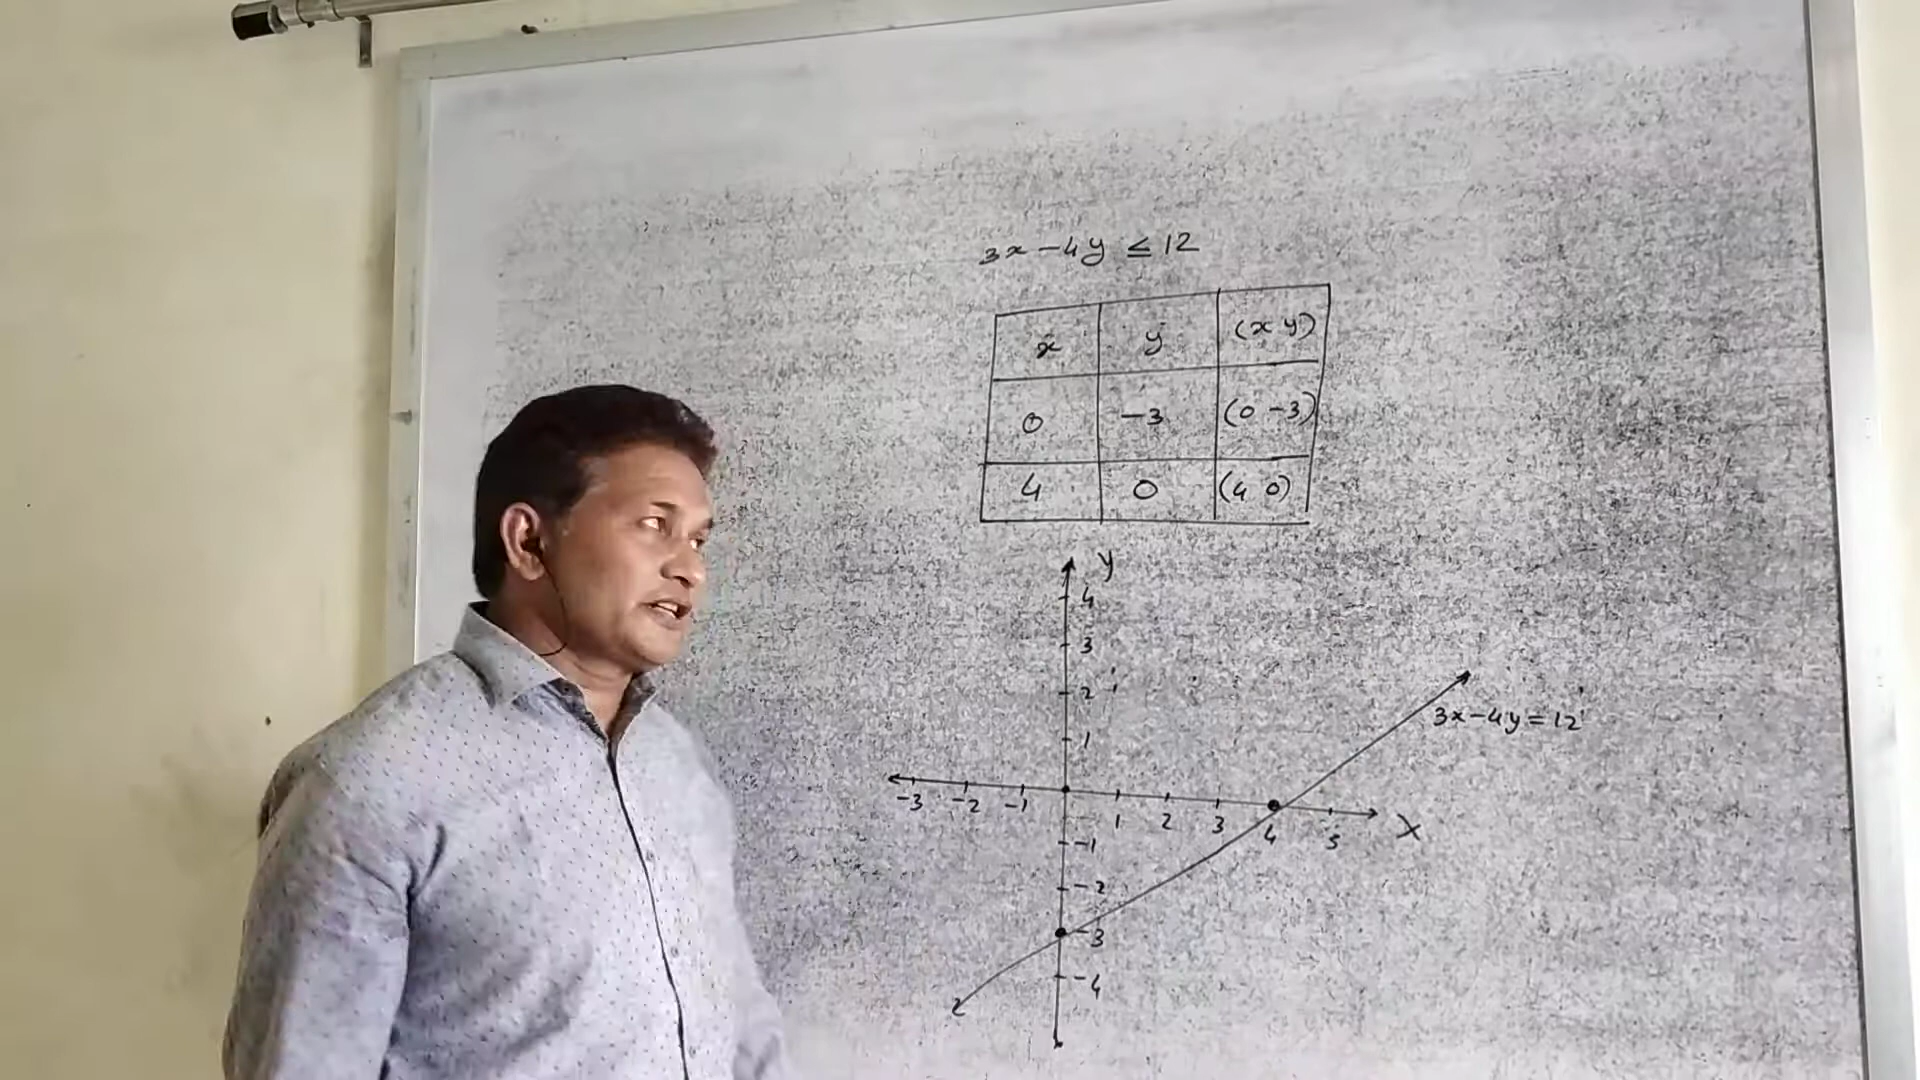 3x-4y ≤ 12
x y (x y)
0 -3 (0 -3)
4 0 (4 0)
y
4
3
2
1
3x-4y=12
-3 -2 -1 1 2 3 4 5 X
-1
-2
-3
-4